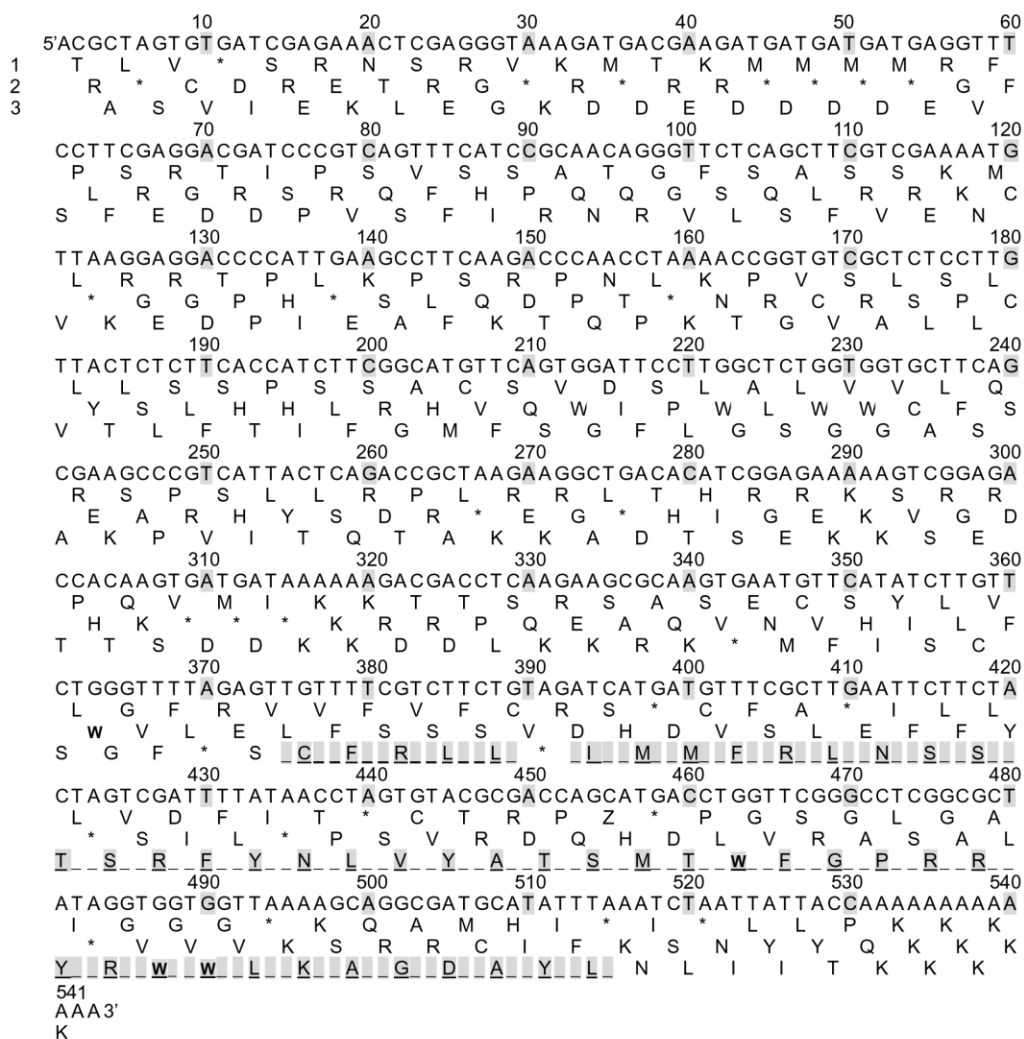 10 20 30 40 50 60
5'ACGCTAGTGTGATCGAGAAACTCGAGGGTAAAGATGACGAAGATGATGATGATGAGGTTT
1 T L V * S R N S R V K M T K M M M M R F
2 R * C D R E T R G * R * R R * * * * G F
3 A S V I E K L E G K D D E D D D D E V
70 80 90 100 110 120
CCTTCGAGGACGATCCCGTCAGTTTCATCCGCAACAGGGTTCTCAGCTTCGTCGAAAATG
P S R T I P S V S S A T G F S A S S K M
L R G R S R Q F H P Q Q G S Q L R R K C
S F E D D P V S F I R N R V L S F V E N
130 140 150 160 170 180
TTAAGGAGGACCCCATTGAAGCCTTCAAGACCCAACCTAAAACCGGTGTCGCTCTCCTTG
L R R T P L K P S R P N L K P V S L S L
* G G P H * S L Q D P T * N R C R S P C
V K E D P I E A F K T Q P K T G V A L L
190 200 210 220 230 240
TTACTCTCTTCACCATCTTCGGCATGTTCAGTGGATTCCTTGGCTCTGGTGGTGCTTCAG
L L S S P S S A C S V D S L A L V V L Q
Y S L H H L R H V Q W I P W L W W C F S
V T L F T I F G M F S G F L G S G G A S
250 260 270 280 290 300
CGAAGCCCGTCATTACTCAGACCGCTAAGAAGGCTGACACATCGGAGAAAAAGTCGGAGA
R S P S L L R P L R R L T H R R K S R R
E A R H Y S D R * E G * H I G E K V G D
A K P V I T Q T A K K A D T S E K K S E
310 320 330 340 350 360
CCACAAGTGATGATAAAAAAGACGACCTCAAGAAGCGCAAGTGAATGTTCATATCTTGTT
P Q V M I K K T T S R S A S E C S Y L V
H K * * * K R R P Q E A Q V N V H I L F
T T S D D K K D D L K K R K * M F I S C
370 380 390 400 410 420
CTGGGTTTTAGAGTTGTTTTCGTCTTCTGTAGATCATGATGTTTCGCTTGAATTCTTCTA
L G F R V V F V F C R S * C F A * I L L
W V L E L F S S S V D H D V S L E F F Y
S G F * S C F R L L * I M M F R L N S S
430 440 450 460 470 480
CTAGTCGATTTTTATAACCTAGTGTACGCGACCAGCATGACCTGGTTCGGGCCTCGGCGCT
L V D F I T * C T R P Z * P G S G L G A
* S I L * P S V R D Q H D L V R A S A L
T S R F Y N L V Y A T S M T W F G P R R
490 500 510 520 530 540
ATAGGTGGTGGTTAAAAGCAGGCGATGCATATTTAAATCTAATTATTACCAAAAAAAAAA
I G G G * K Q A M H I * I * L L P K K K
* V V V K S R R C I F K S N Y Y Q K K K
Y R W W L K A G D A Y L N L I I T K K K
541
AAA3'
K